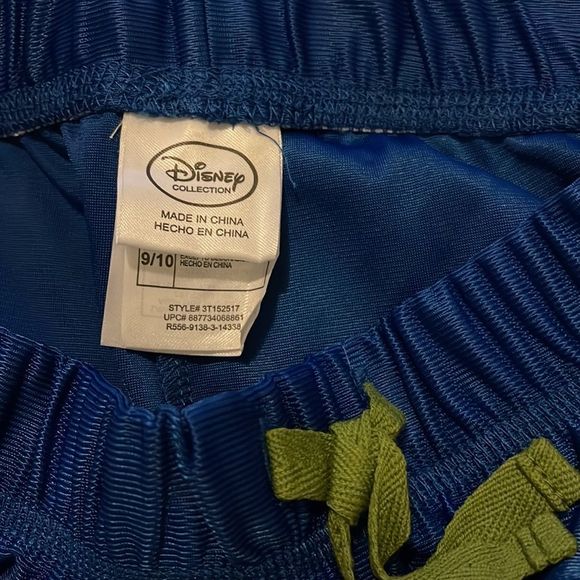 Disney
COLLECTION
MADE IN CHINA
HECHO EN CHINA
9/10
HECHO EN CHINA
STYLE# 3T152517
UPC# 887734068861
R556-9138-3-14338